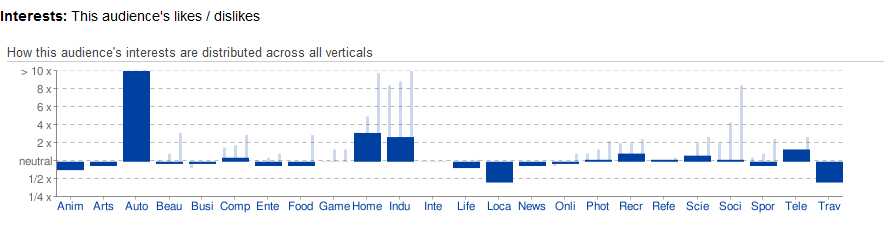 Interests: This audience's likes / dislikes
How this audience's interests are distributed across all verticals
> 10 x
8 x
6 x
4 x
2 x
neutral
1/2 x
1/4 x
Anim Arts Auto Beau Busi Comp Ente Food Game Home Indu Inte Life Loca News Onli Phot Recr Refe Scie Soci Spor Tele Trav